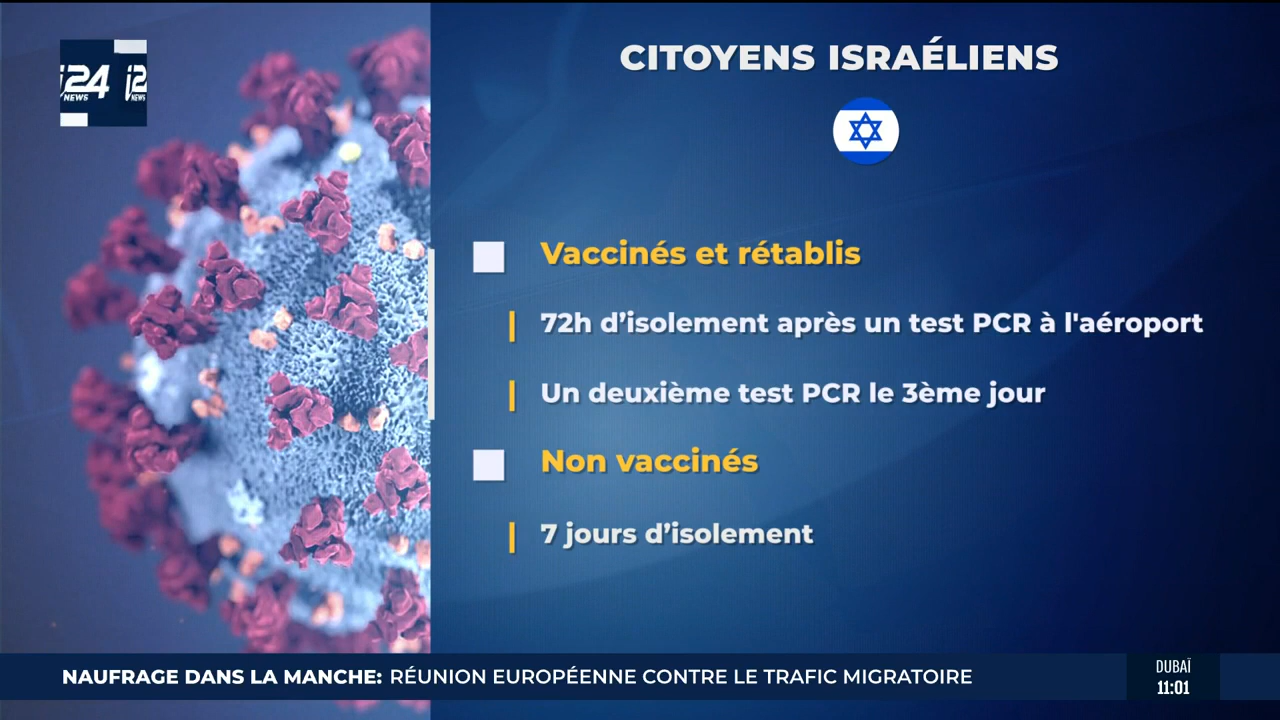 i24
NEWS
CITOYENS ISRAÉLIENS
Vaccinés et rétablis
72h d’isolement après un test PCR à l'aéroport
Un deuxième test PCR le 3ème jour
Non vaccinés
7 jours d’isolement
NAUFRAGE DANS LA MANCHE: RÉUNION EUROPÉENNE CONTRE LE TRAFIC MIGRATOIRE
DUBAÏ
11:01